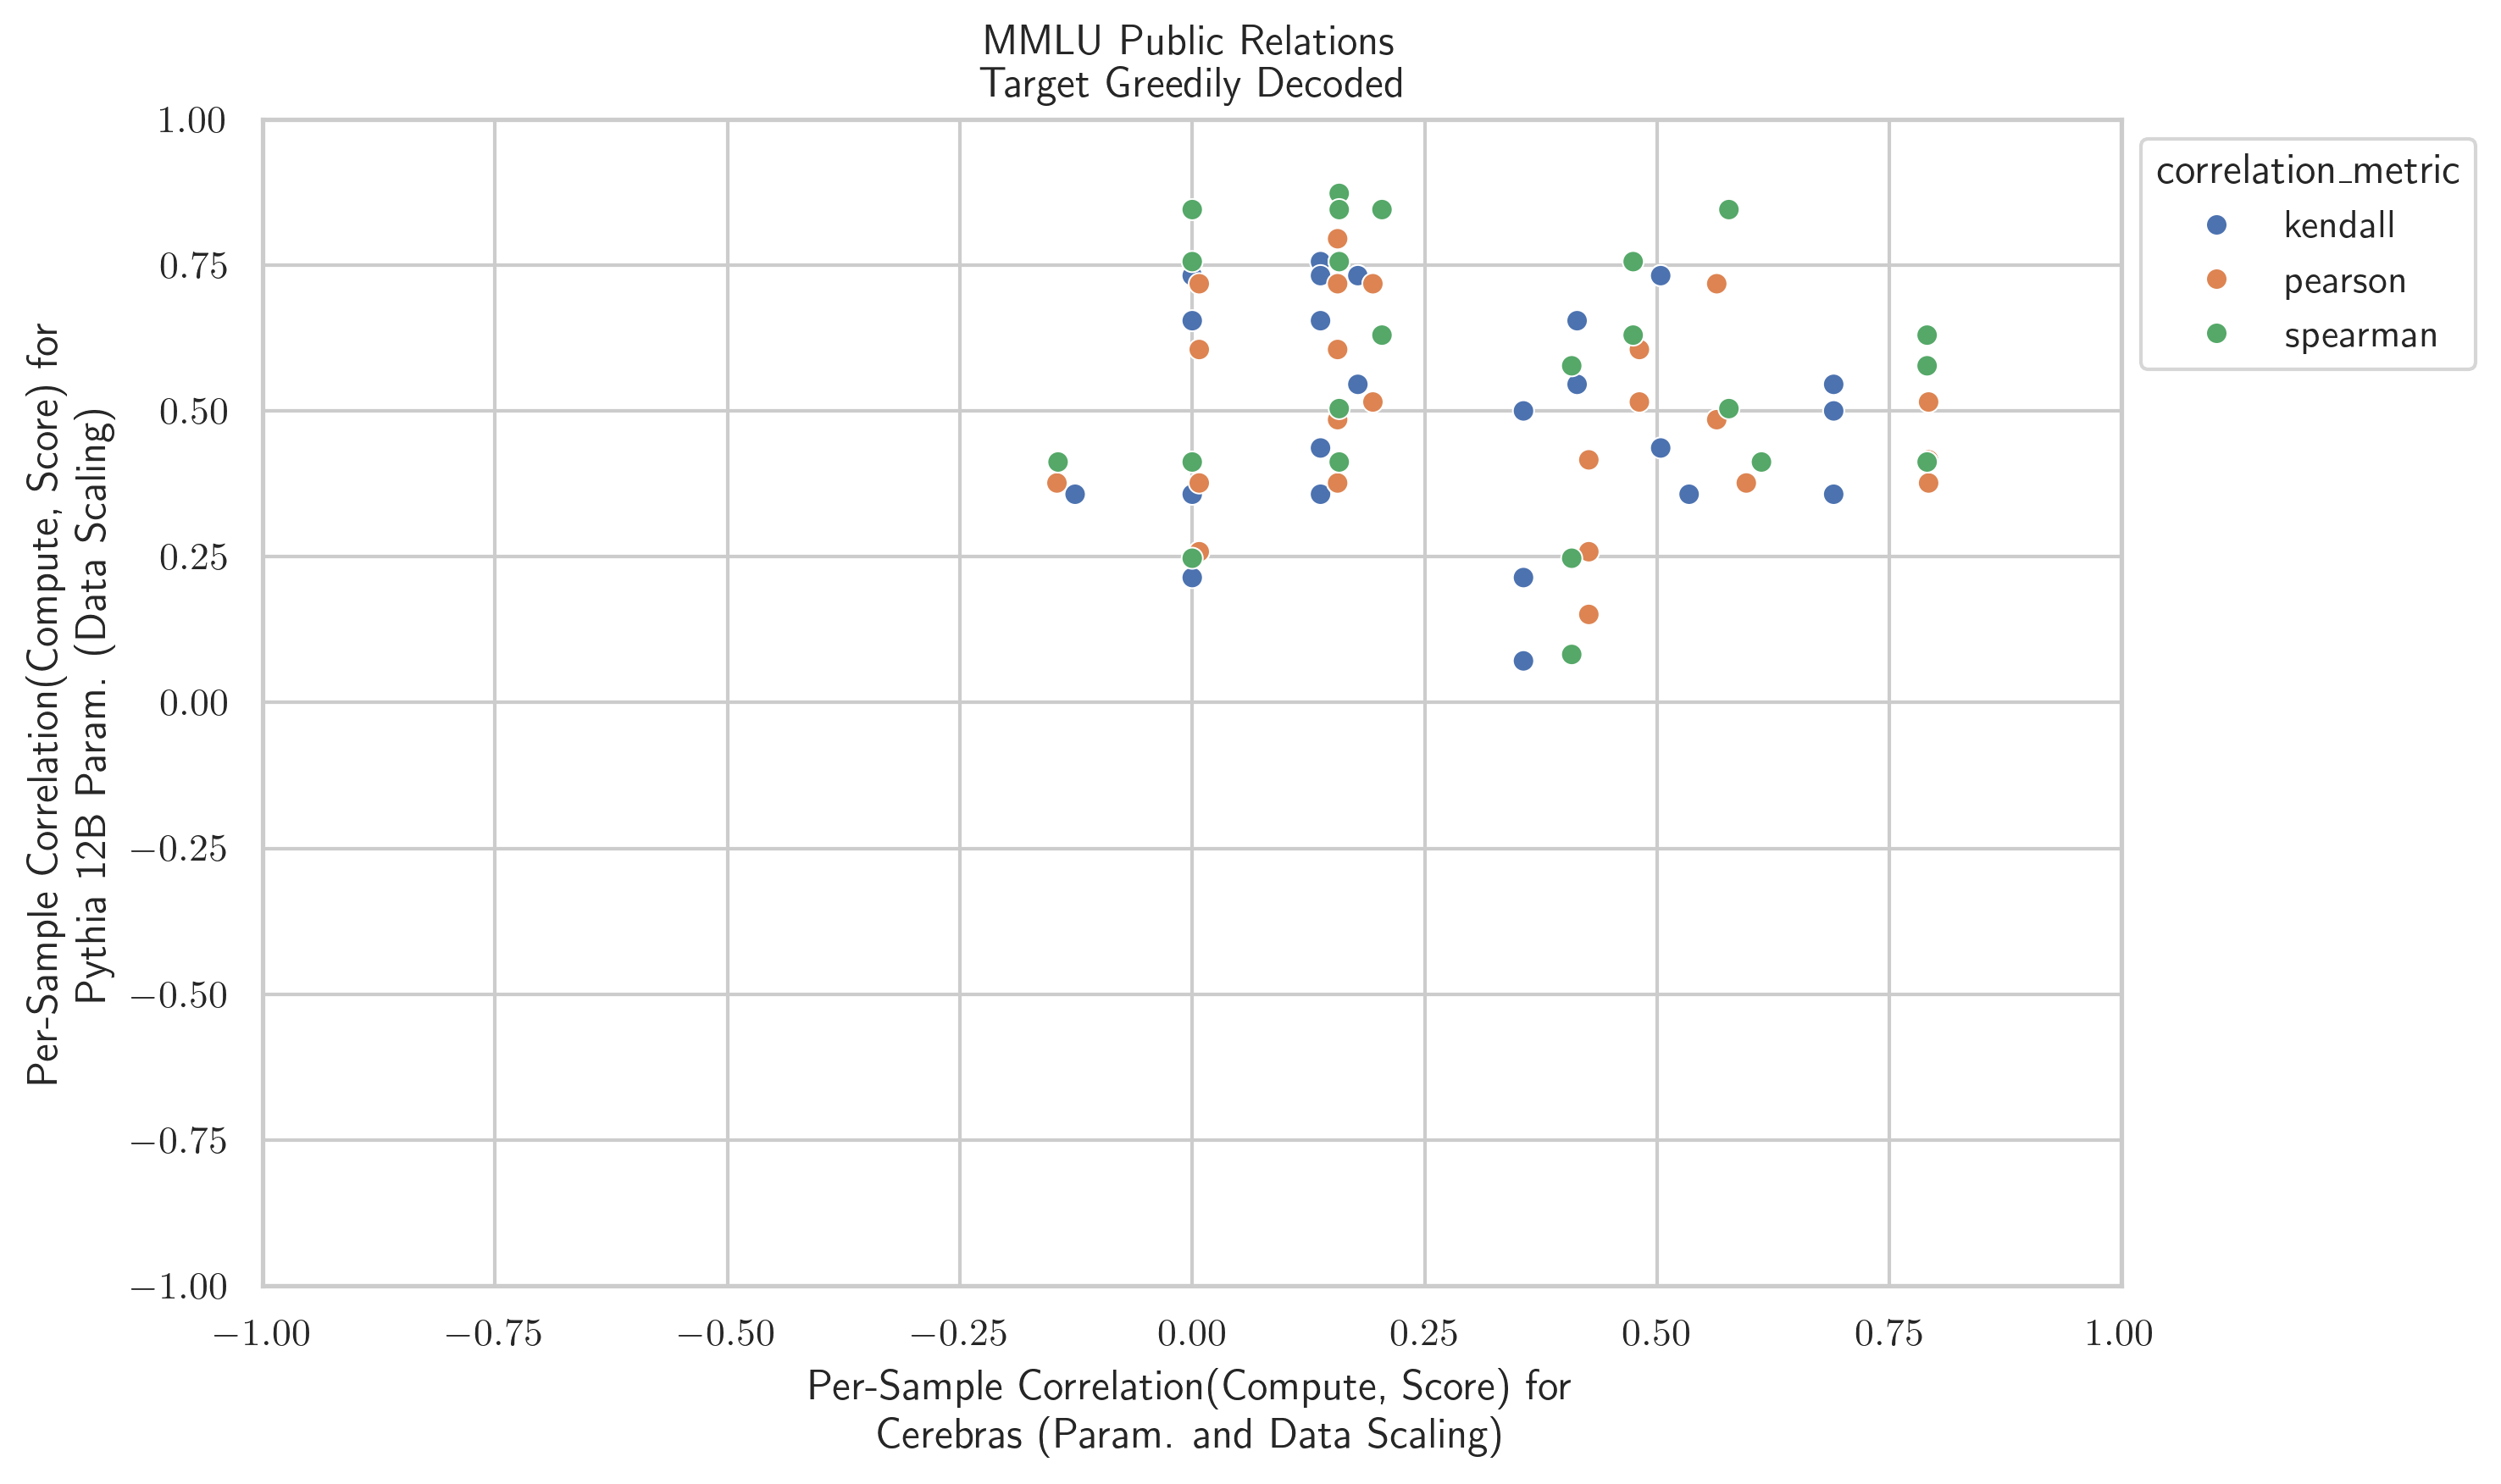 MMLU Public Relations
Target Greedily Decoded
1.00
0.75
0.50
0.25
0.00
−0.25
−0.50
−0.75
−1.00
Per-Sample Correlation(Compute, Score) for
Pythia 12B Param. (Data Scaling)
−1.00 −0.75 −0.50 −0.25 0.00 0.25 0.50 0.75 1.00
Per-Sample Correlation(Compute, Score) for
Cerebras (Param. and Data Scaling)
correlation_metric
kendall
pearson
spearman